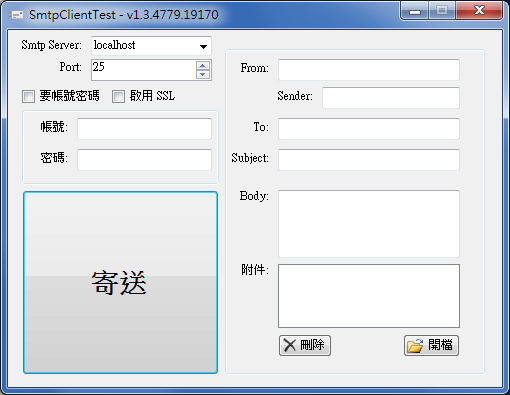 SmtpClientTest - v1.3.4779.19170
Smtp Server: localhost
Port: 25
要帳號密碼 啟用 SSL
帳號:
密碼:
寄送
From:
Sender:
To:
Subject:
Body:
附件:
刪除 開檔